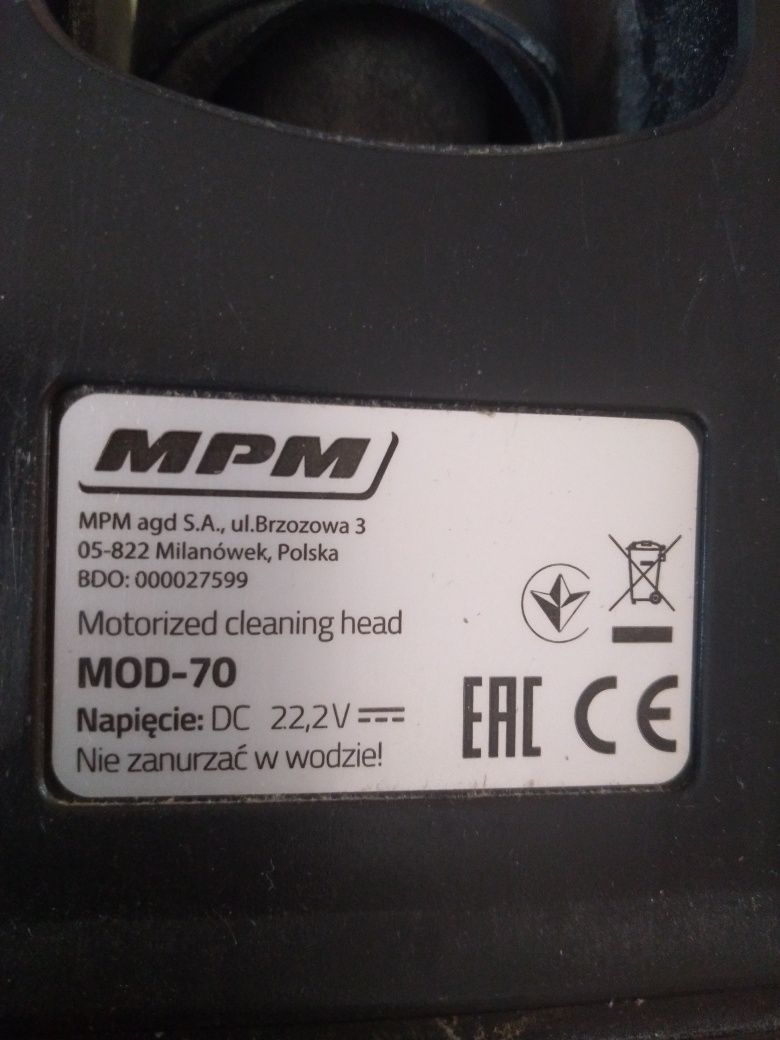 MPM
MPM agd S.A., ul.Brzozowa 3
05-822 Milanówek, Polska
BDO: 000027599
Motorized cleaning head
MOD-70
Napięcie: DC 22,2V
Nie zanurzać w wodzie!
EAC CE